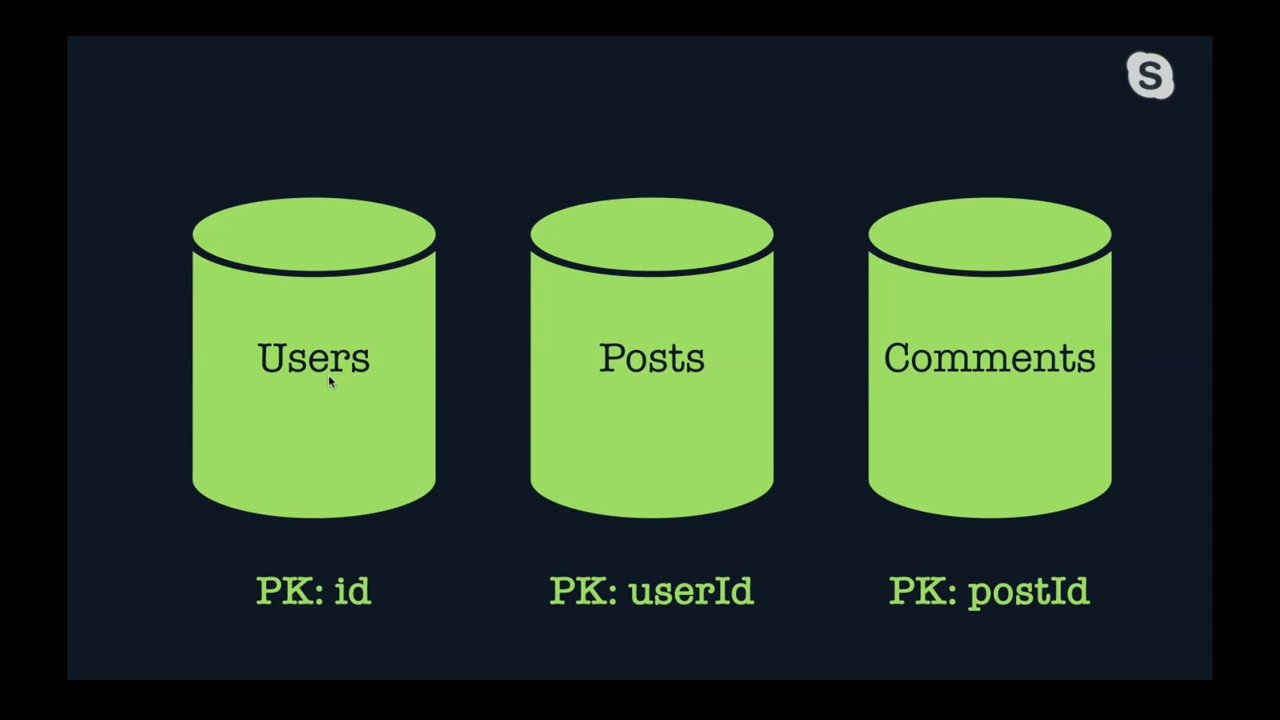 S
Users
Posts
Comments
PK: id
PK: userId
PK: postId